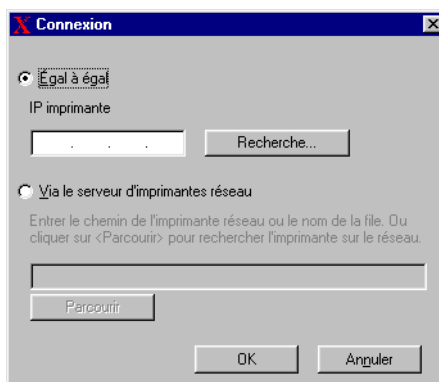 X Connexion
Égal à égal
IP imprimante
. . .
Recherche...
Via le serveur d'imprimantes réseau
Entrer le chemin de l'imprimante réseau ou le nom de la file. Ou
cliquer sur <Parcourir> pour rechercher l'imprimante sur le réseau.
Parcourir
OK
Annuler